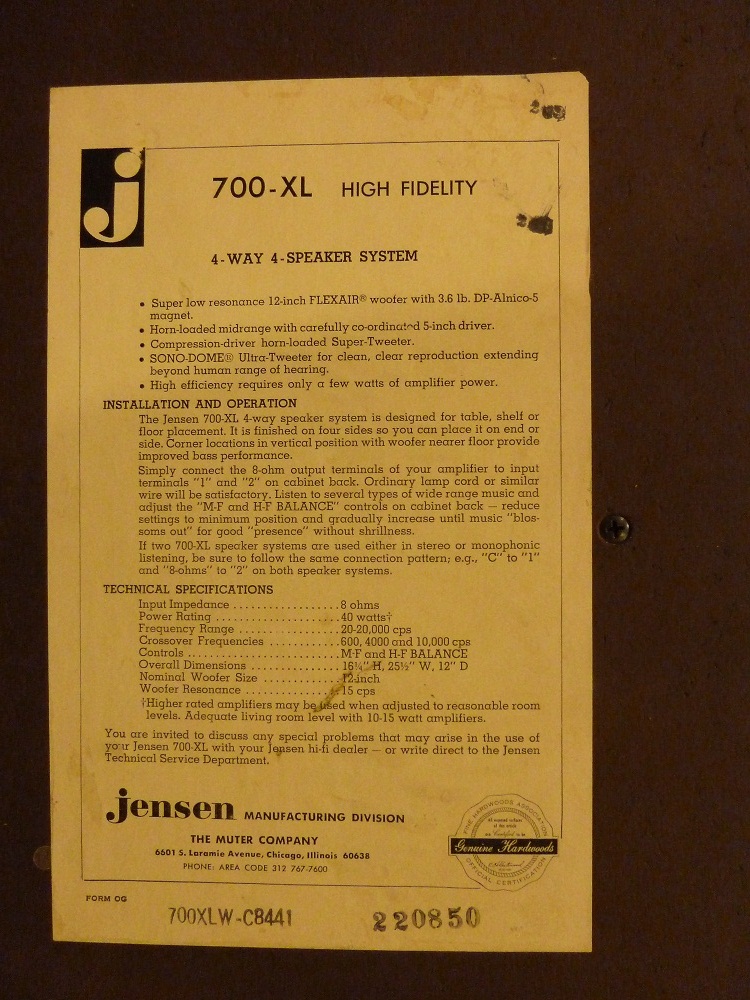 j
700-XL HIGH FIDELITY
4-WAY 4-SPEAKER SYSTEM
• Super low resonance 12-inch FLEXAIR® woofer with 3.6 lb. DP-Alnico-5
magnet.
• Horn-loaded midrange with carefully co-ordinated 5-inch driver.
• Compression-driver horn-loaded Super-Tweeter.
• SONO-DOME® Ultra-Tweeter for clean, clear reproduction extending
beyond human range of hearing.
• High efficiency requires only a few watts of amplifier power.
INSTALLATION AND OPERATION
The Jensen 700-XL 4-way speaker system is designed for table, shelf or
floor placement. It is finished on four sides so you can place it on end or
side. Corner locations in vertical position with woofer nearer floor provide
improved bass performance.
Simply connect the 8-ohm output terminals of your amplifier to input
terminals "1" and "2" on cabinet back. Ordinary lamp cord or similar
wire will be satisfactory. Listen to several types of wide range music and
adjust the "M-F and H-F BALANCE" controls on cabinet back — reduce
settings to minimum position and gradually increase until music "blos-
soms out" for good "presence" without shrillness.
If two 700-XL speaker systems are used either in stereo or monophonic
listening, be sure to follow the same connection pattern; e.g., "C" to "1"
and "8-ohms" to "2" on both speaker systems.
TECHNICAL SPECIFICATIONS
Input Impedance ................. 8 ohms
Power Rating .................... 40 watts†
Frequency Range ................ 20-20,000 cps
Crossover Frequencies ........... 600, 4000 and 10,000 cps
Controls ........................ M-F and H-F BALANCE
Overall Dimensions .............. 16¼" H, 25½" W, 12" D
Nominal Woofer Size ............ 12-inch
Woofer Resonance ............... 15 cps
†Higher rated amplifiers may be used when adjusted to reasonable room
levels. Adequate living room level with 10-15 watt amplifiers.
You are invited to discuss any special problems that may arise in the use of
your Jensen 700-XL with your Jensen hi-fi dealer — or write direct to the Jensen
Technical Service Department.
jensen MANUFACTURING DIVISION
THE MUTER COMPANY
6601 S. Laramie Avenue, Chicago, Illinois 60638
PHONE: AREA CODE 312 767-7600
FINE HARDWOODS ASSOCIATION
Genuine Hardwoods
OFFICIAL CERTIFICATION
FORM OG
700XLW-C8441
220850